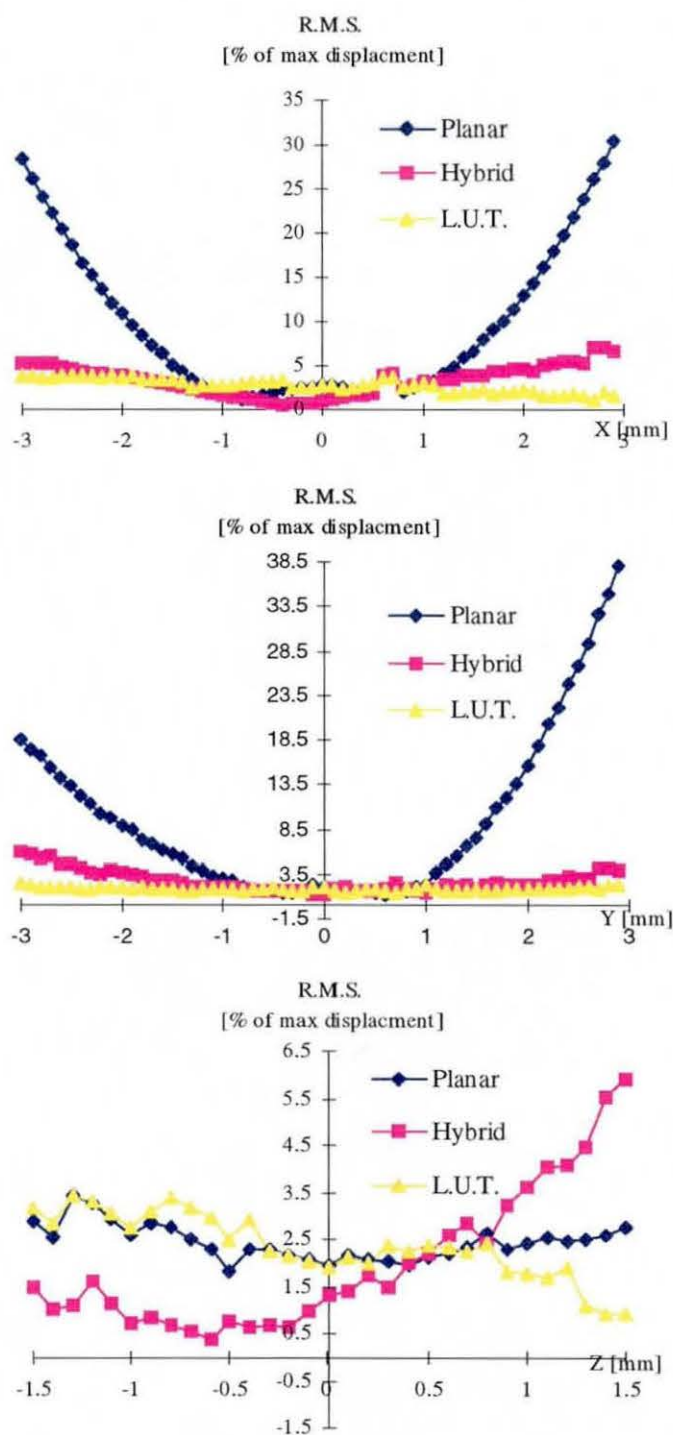 R.M.S.
[% of max displacment]
35
30
25
20
15
10
5
0
Planar
Hybrid
L.U.T.
-3 -2 -1 0 1 2 3
X [mm]
R.M.S.
[% of max displacment]
38.5
33.5
28.5
23.5
18.5
13.5
8.5
3.5
-1.5
Planar
Hybrid
L.U.T.
-3 -2 -1 0 1 2 3
Y [mm]
R.M.S.
[% of max displacment]
6.5
5.5
4.5
3.5
2.5
1.5
0.5
-0.5
-1.5
Planar
Hybrid
L.U.T.
Z [mm]
-1.5 -1 -0.5 0 0.5 1 1.5